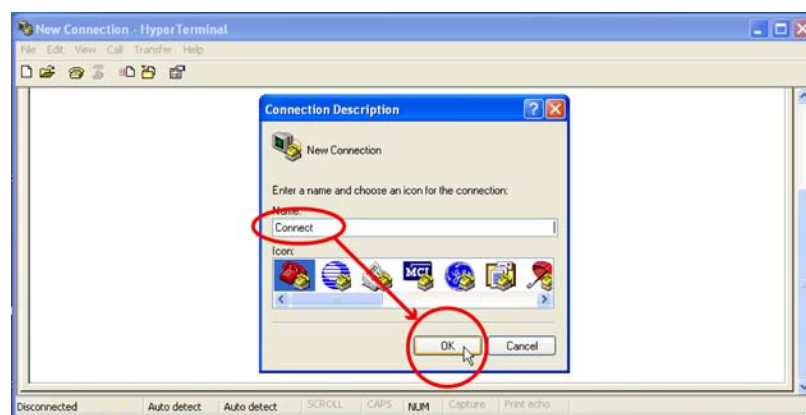 New Connection - HyperTerminal
File Edit View Call Transfer Help
Connection Description
New Connection
Enter a name and choose an icon for the connection:
Name:
Connect
Icon:
MCI
OK Cancel
Disconnected Auto detect Auto detect SCROLL CAPS NUM Capture Print echo